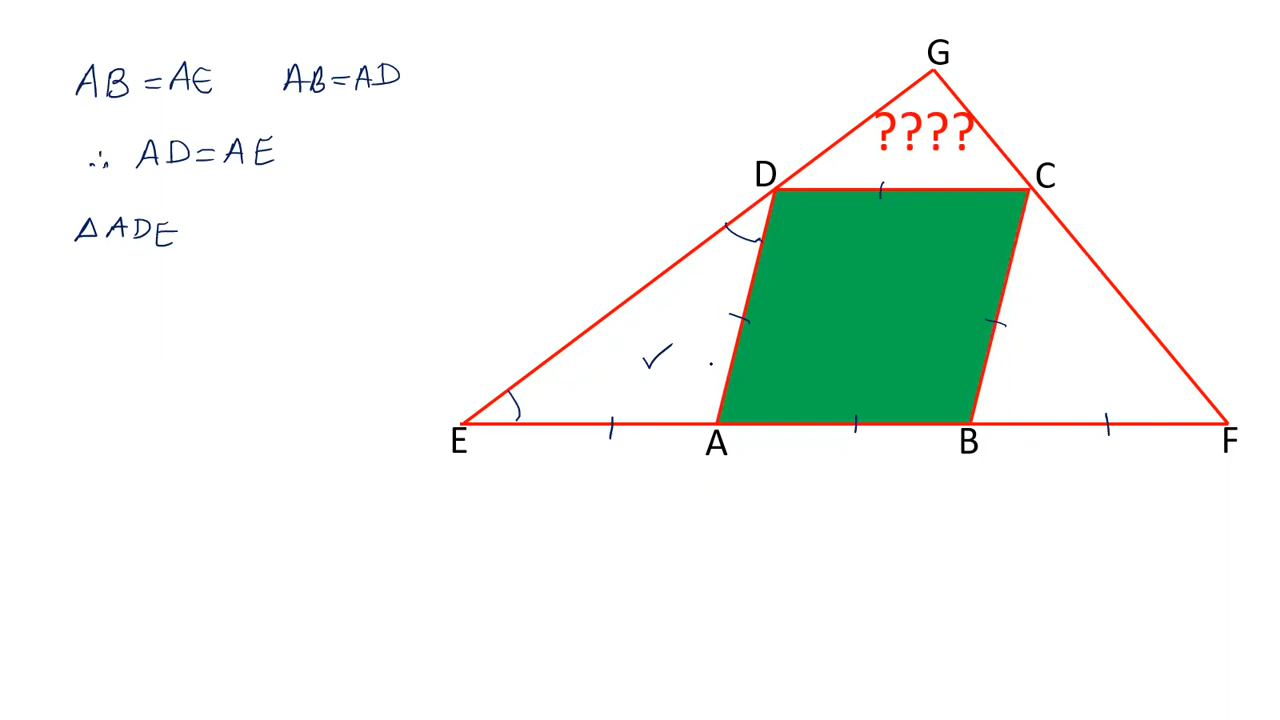 AB = AE AB = AD
∴ AD = AE
Δ ADE
G
????
D
C
E
A
B
F